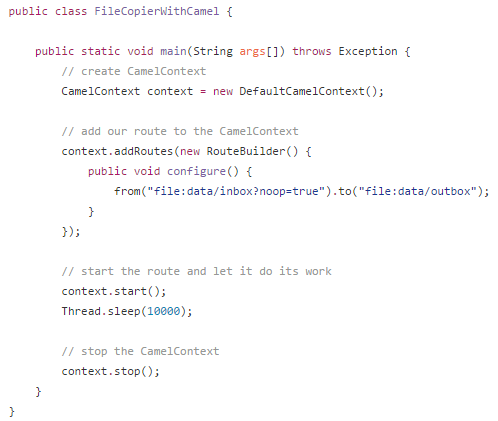 public class FileCopierWithCamel {
    public static void main(String args[]) throws Exception {
        // create CamelContext
        CamelContext context = new DefaultCamelContext();
        // add our route to the CamelContext
        context.addRoutes(new RouteBuilder() {
            public void configure() {
                from("file:data/inbox?noop=true").to("file:data/outbox");
            }
        });
        // start the route and let it do its work
        context.start();
        Thread.sleep(10000);
        // stop the CamelContext
        context.stop();
    }
}